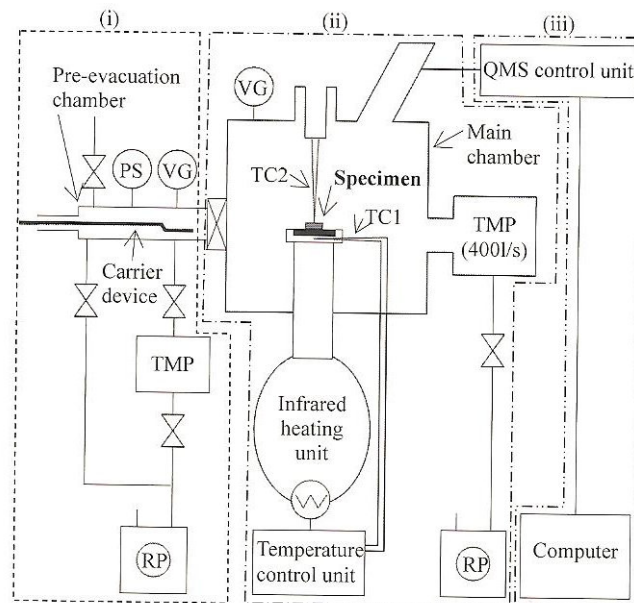 (i)
(ii)
(iii)
Pre-evacuation
chamber
PS
VG
Carrier
device
TMP
RP
VG
TC2
Specimen
TC1
Main
chamber
Infrared
heating
unit
Temperature
control unit
TMP
(400l/s)
RP
QMS control unit
Computer